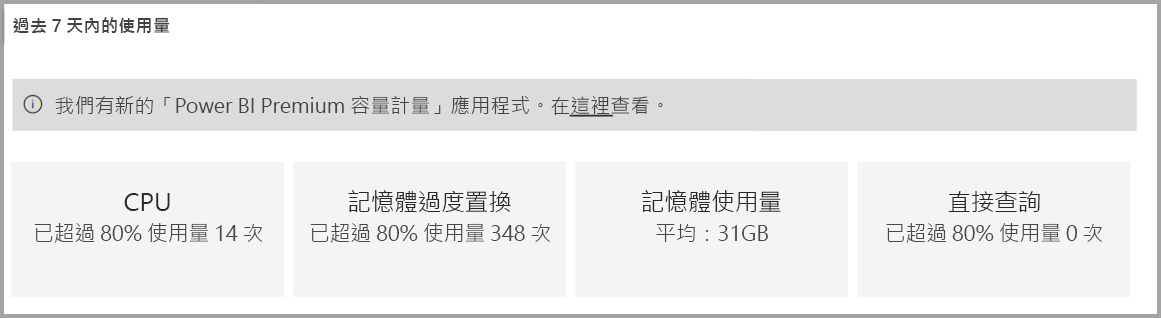 過去 7 天內的使用量
我們有新的「Power BI Premium 容量計量」應用程式。在這裡查看。
CPU
已超過 80% 使用量 14 次
記憶體過度置換
已超過 80% 使用量 348 次
記憶體使用量
平均：31GB
直接查詢
已超過 80% 使用量 0 次